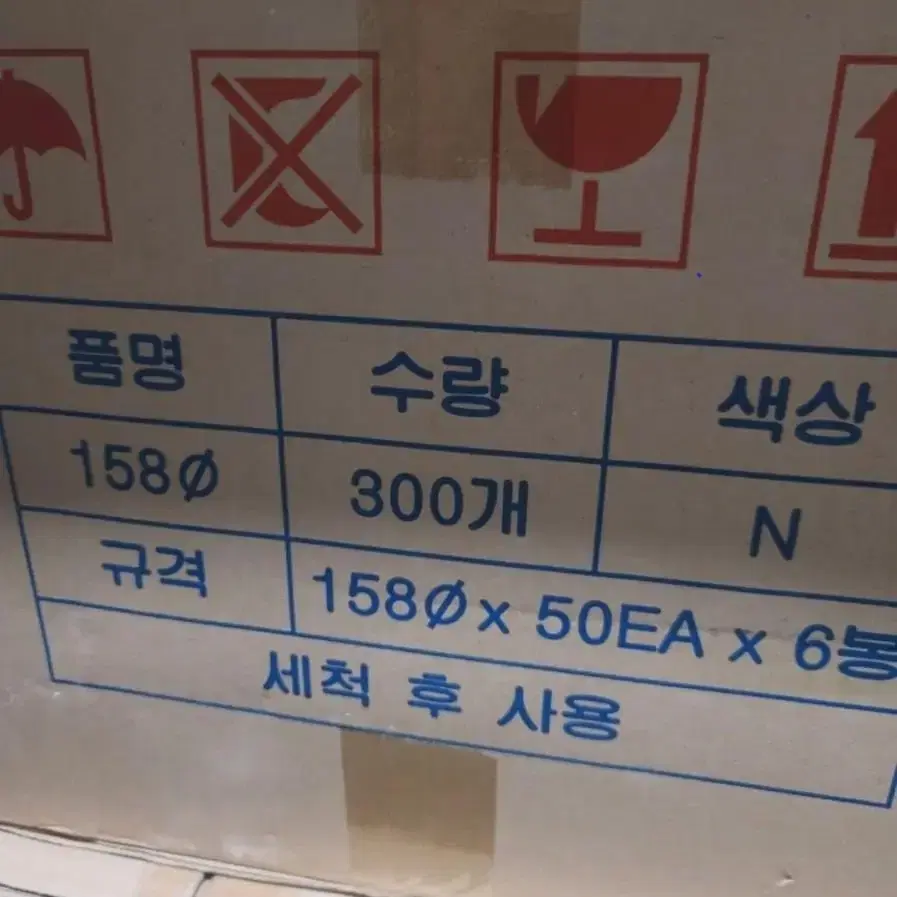 품명 수량 색상
158Ø 300개 N
규격 158Ø x 50EA x 6봉
세척 후 사용